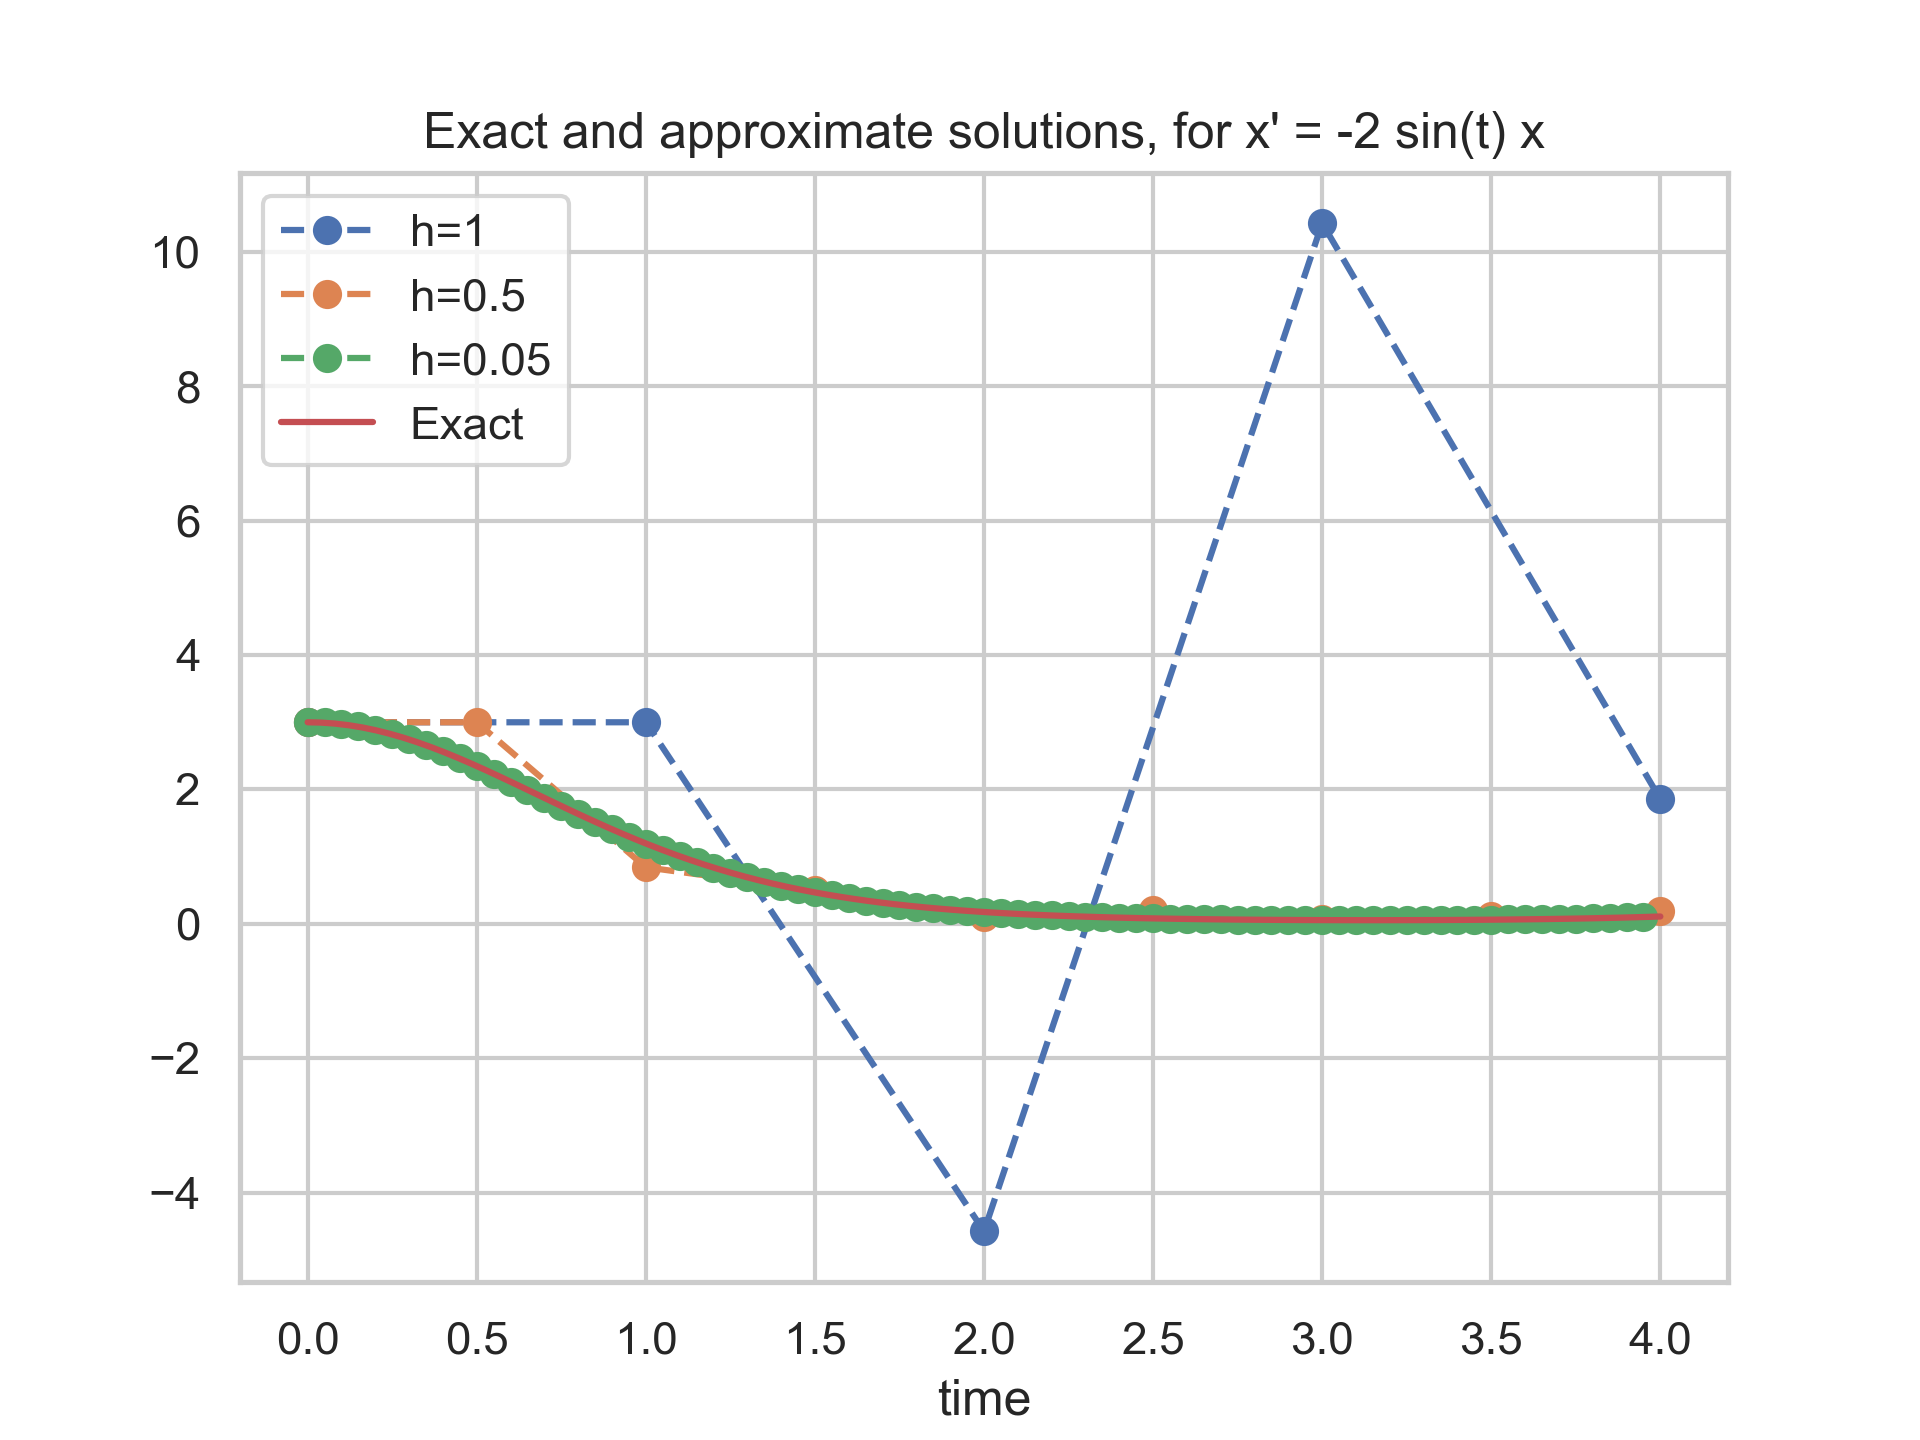 Exact and approximate solutions, for x' = -2 sin(t) x
h=1
h=0.5
h=0.05
Exact
10
8
6
4
2
0
−2
−4
0.0 0.5 1.0 1.5 2.0 2.5 3.0 3.5 4.0
time